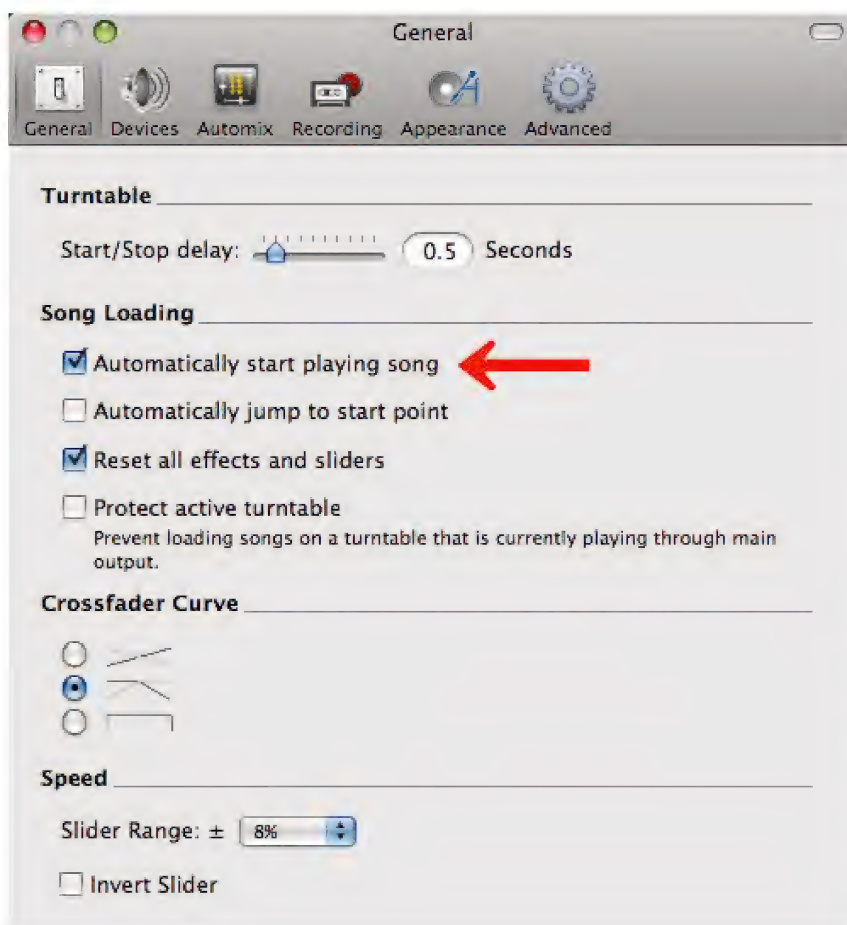 General
General Devices Automix Recording Appearance Advanced
Turntable
Start/Stop delay: 0.5 Seconds
Song Loading
Automatically start playing song
Automatically jump to start point
Reset all effects and sliders
Protect active turntable
Prevent loading songs on a turntable that is currently playing through main
output.
Crossfader Curve
Speed
Slider Range: ± 8%
Invert Slider